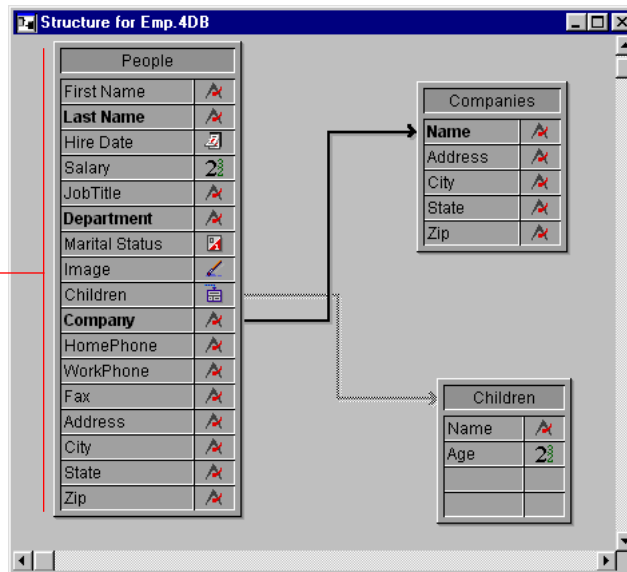 Structure for Emp.4DB
People
First Name
Last Name
Hire Date
Salary
JobTitle
Department
Marital Status
Image
Children
Company
HomePhone
WorkPhone
Fax
Address
City
State
Zip
Companies
Name
Address
City
State
Zip
Children
Name
Age